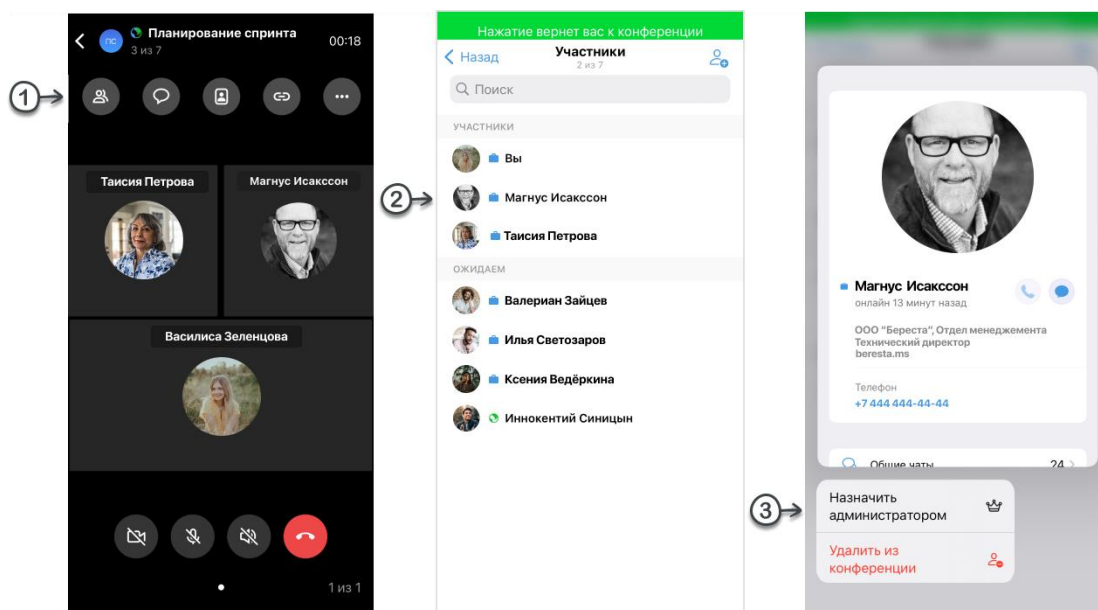 ПС
Планирование спринта
3 из 7
00:18
1
Таисия Петрова
Магнус Исакссон
Василиса Зеленцова
1 из 1
Нажатие вернет вас к конференции
Назад
Участники
2 из 7
Поиск
УЧАСТНИКИ
Вы
2
Магнус Исакссон
Таисия Петрова
ОЖИДАЕМ
Валериан Зайцев
Илья Светозаров
Ксения Ведёркина
Иннокентий Синицын
Магнус Исакссон
онлайн 13 минут назад
ООО "Береста", Отдел менеджемента
Технический директор
beresta.ms
Телефон
+7 444 444-44-44
Общие чаты
24
3
Назначить
администратором
Удалить из
конференции